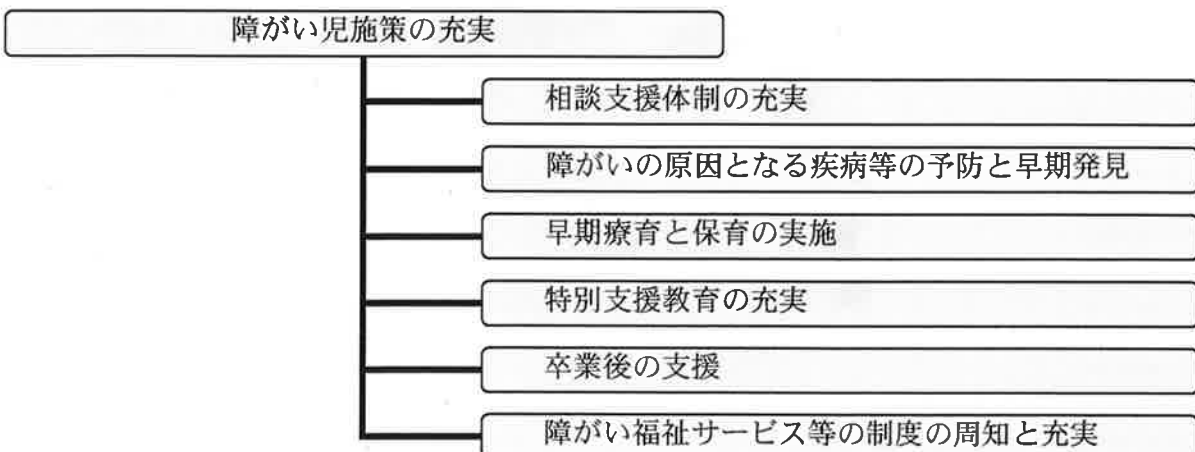 障がい児施策の充実
相談支援体制の充実
障がいの原因となる疾病等の予防と早期発見
早期療育と保育の実施
特別支援教育の充実
卒業後の支援
障がい福祉サービス等の制度の周知と充実